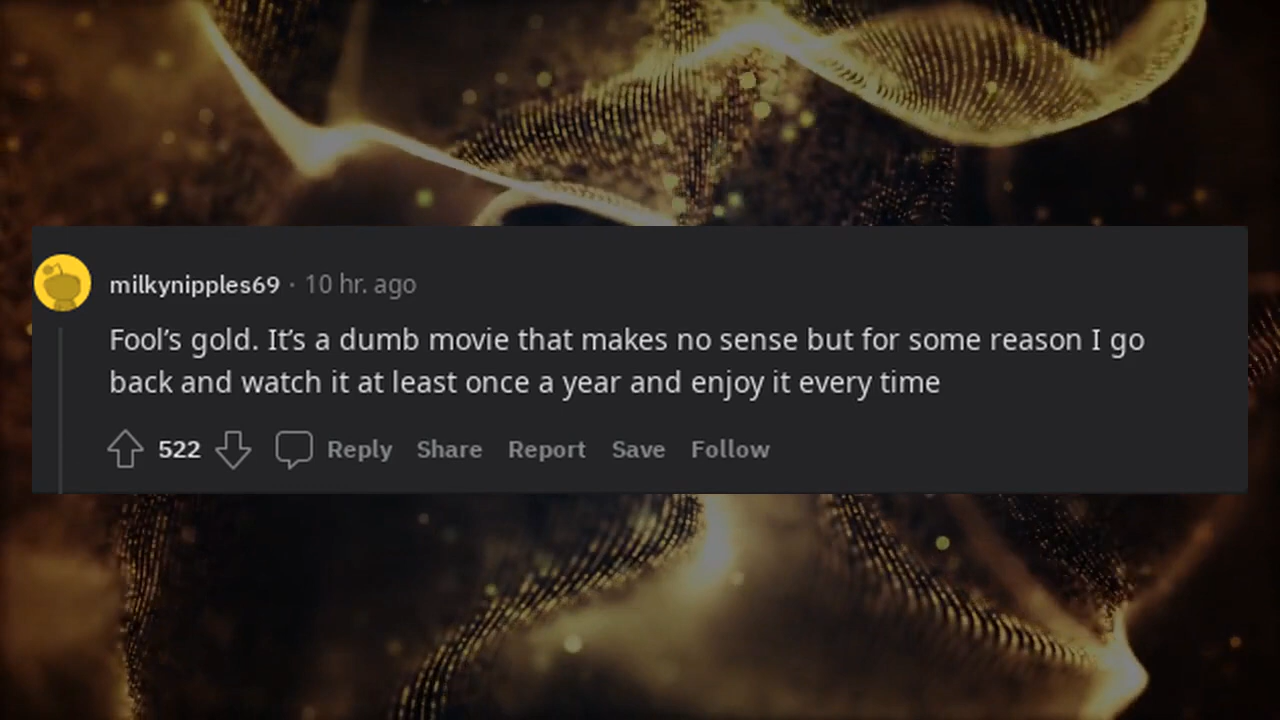 milkynipples69 · 10 hr. ago
Fool’s gold. It’s a dumb movie that makes no sense but for some reason I go
back and watch it at least once a year and enjoy it every time
522 Reply Share Report Save Follow